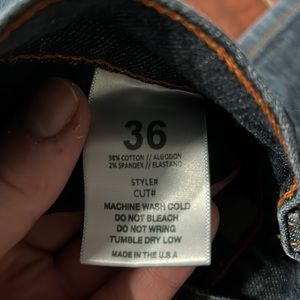 36
98% COTTON // ALGODON
2% SPANDEX // ELASTANO
STYLE#
CUT#
MACHINE WASH COLD
DO NOT BLEACH
DO NOT WRING
TUMBLE DRY LOW
MADE IN THE U.S.A